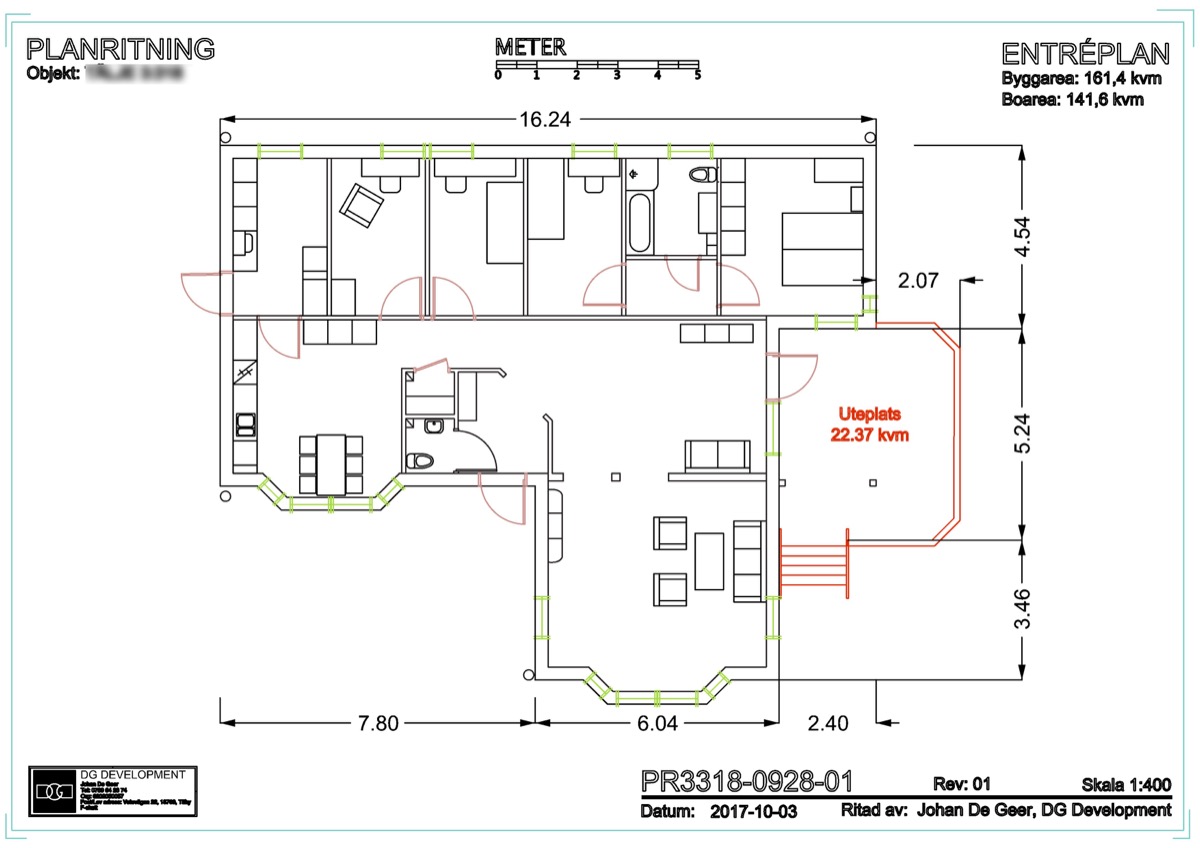 PLANRITNING
Objekt:
METER
0 1 2 3 4 5
ENTRÉPLAN
Byggarea: 161,4 kvm
Boarea: 141,6 kvm
16.24
4.54
2.07
Uteplats
22.37 kvm
5.24
3.46
7.80
6.04
2.40
DG DEVELOPMENT
Johan De Geer
DG
PR3318-0928-01
Rev: 01
Skala 1:400
Datum: 2017-10-03
Ritad av: Johan De Geer, DG Development